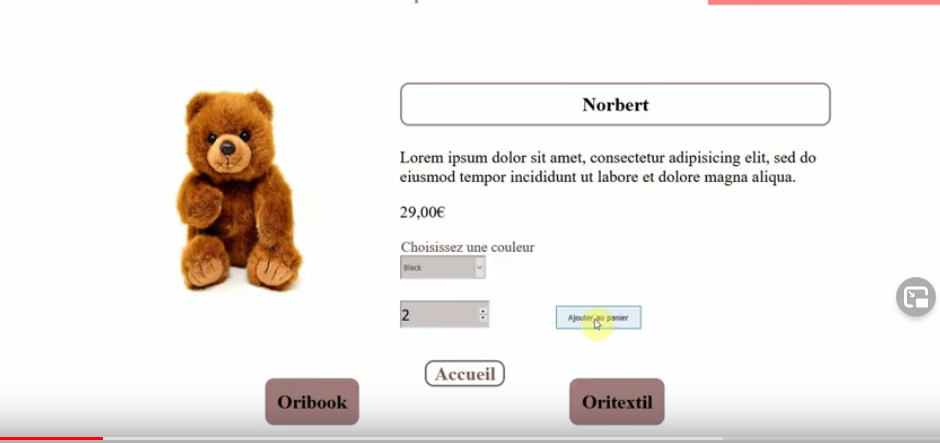 Norbert
Lorem ipsum dolor sit amet, consectetur adipisicing elit, sed do
eiusmod tempor incididunt ut labore et dolore magna aliqua.
29,00€
Choisissez une couleur
Black
2
Ajouter au panier
Accueil
Oribook
Oritextil